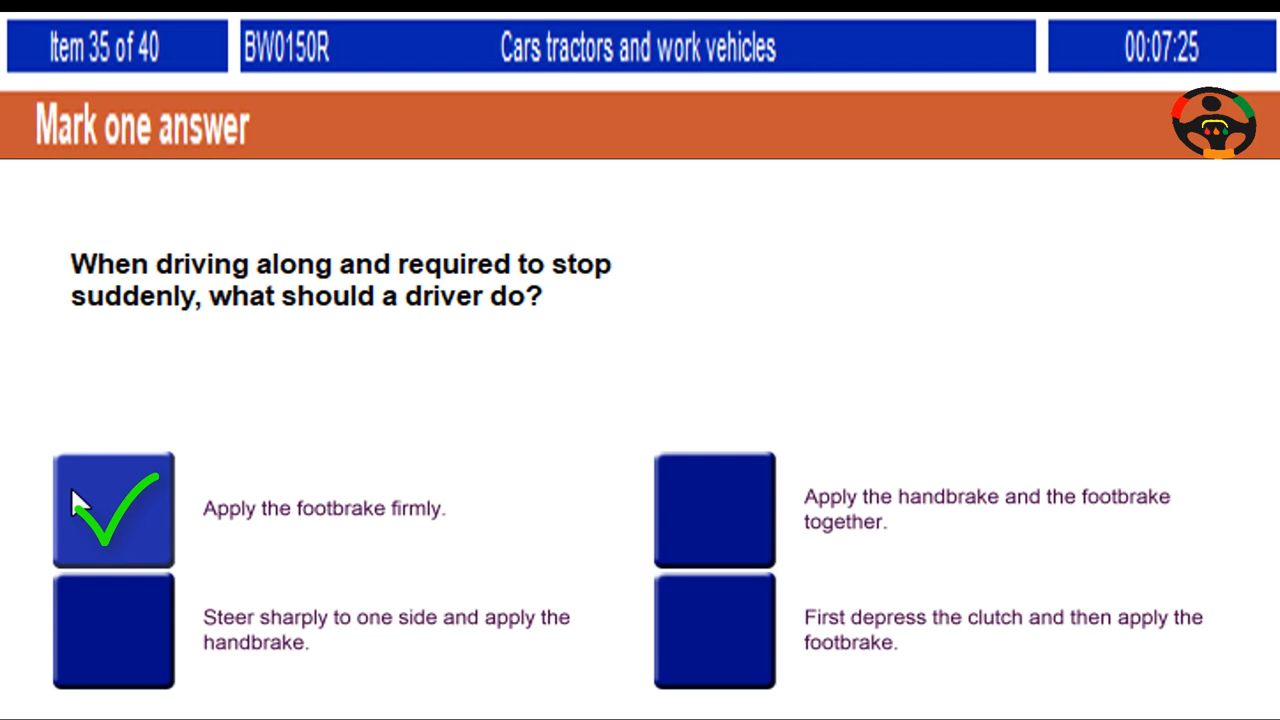 Item 35 of 40
BW0150R
Cars tractors and work vehicles
00:07:25
Mark one answer
When driving along and required to stop
suddenly, what should a driver do?
Apply the footbrake firmly.
Apply the handbrake and the footbrake
together.
Steer sharply to one side and apply the
handbrake.
First depress the clutch and then apply the
footbrake.